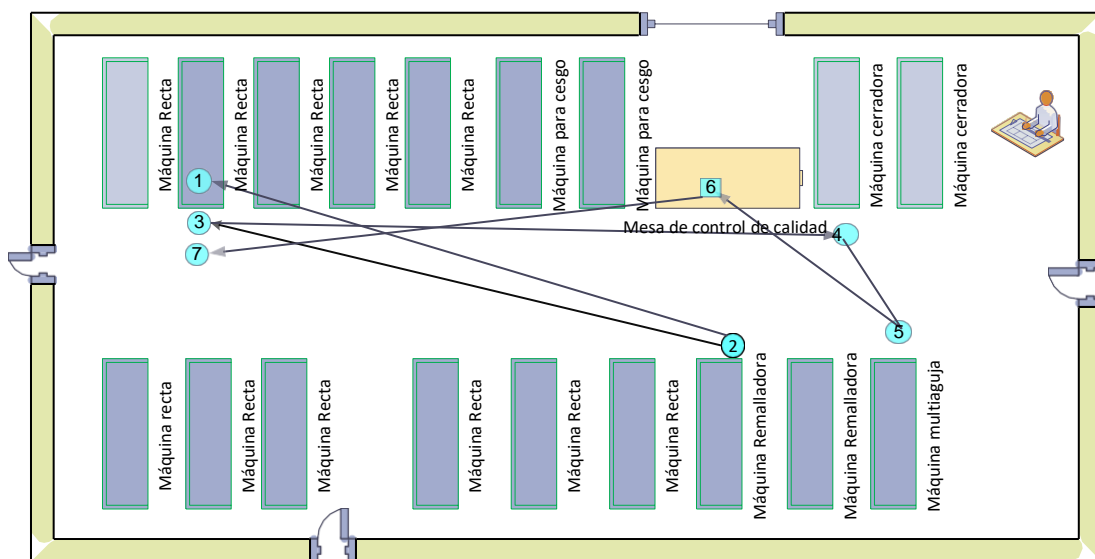 Máquina Recta
Máquina Recta
Máquina Recta
Máquina Recta
Máquina Recta
Máquina para cesgo
Máquina para cesgo
Máquina cerradora
Máquina cerradora
1
6
3
Mesa de control de calidad
4
7
5
2
Máquina recta
Máquina Recta
Máquina Recta
Máquina Recta
Máquina Recta
Máquina Recta
Máquina Remalladora
Máquina Remalladora
Máquina multiaguja